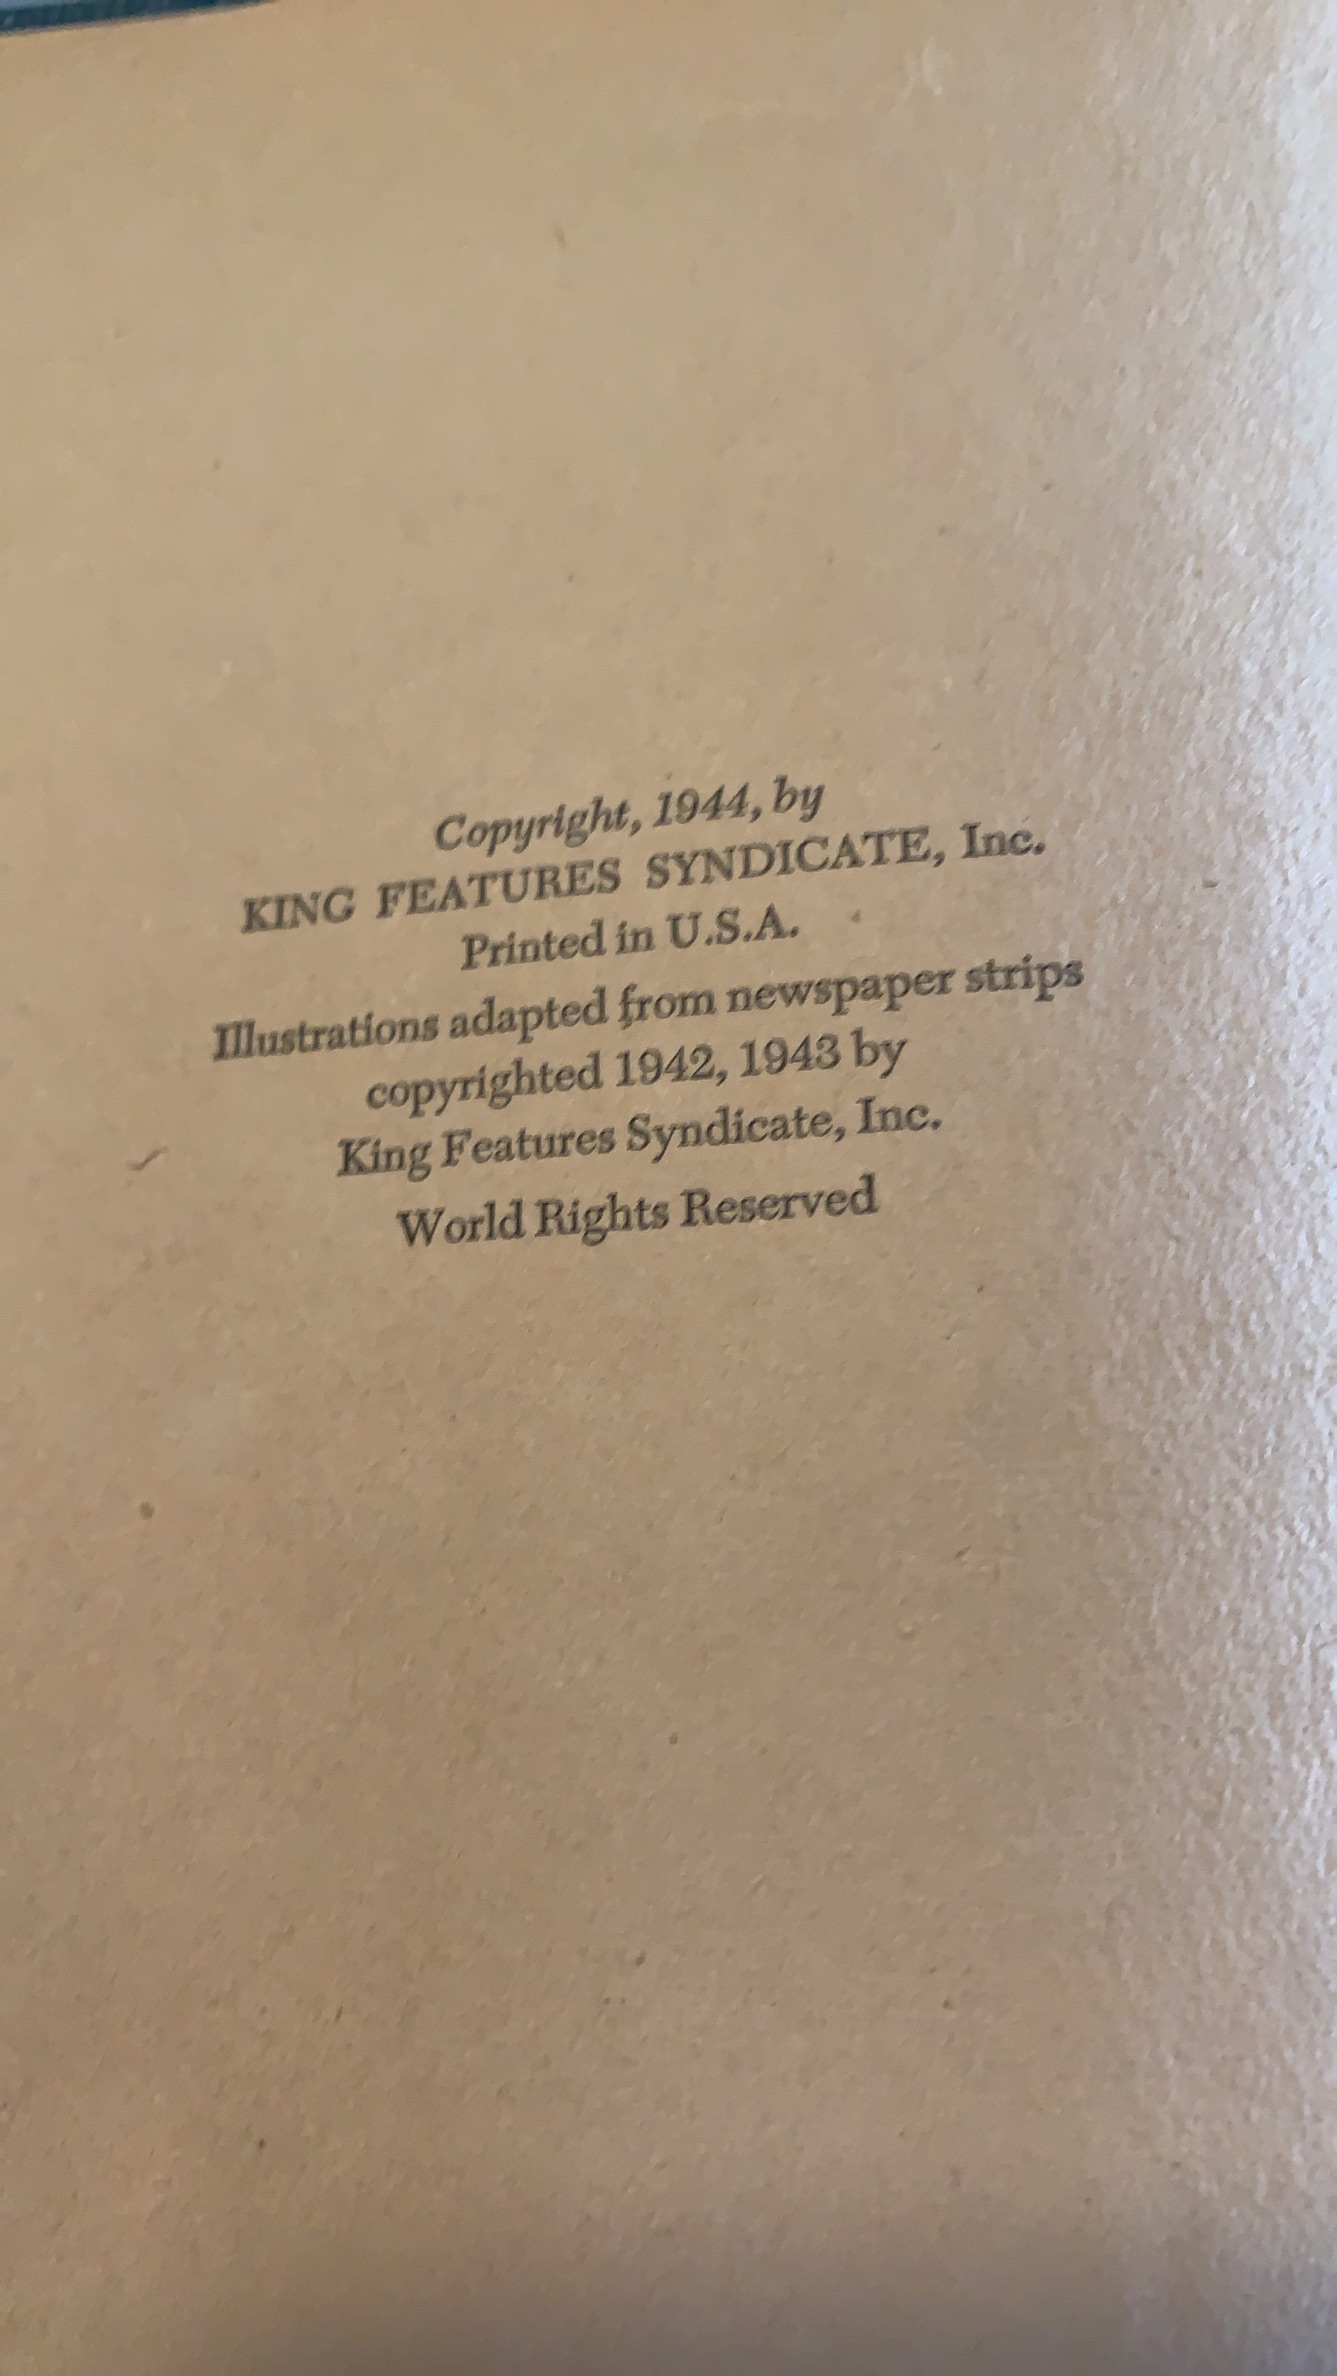 Copyright, 1944, by
KING FEATURES SYNDICATE, Inc.
Printed in U.S.A.
Illustrations adapted from newspaper strips
copyrighted 1942, 1943 by
King Features Syndicate, Inc.
World Rights Reserved